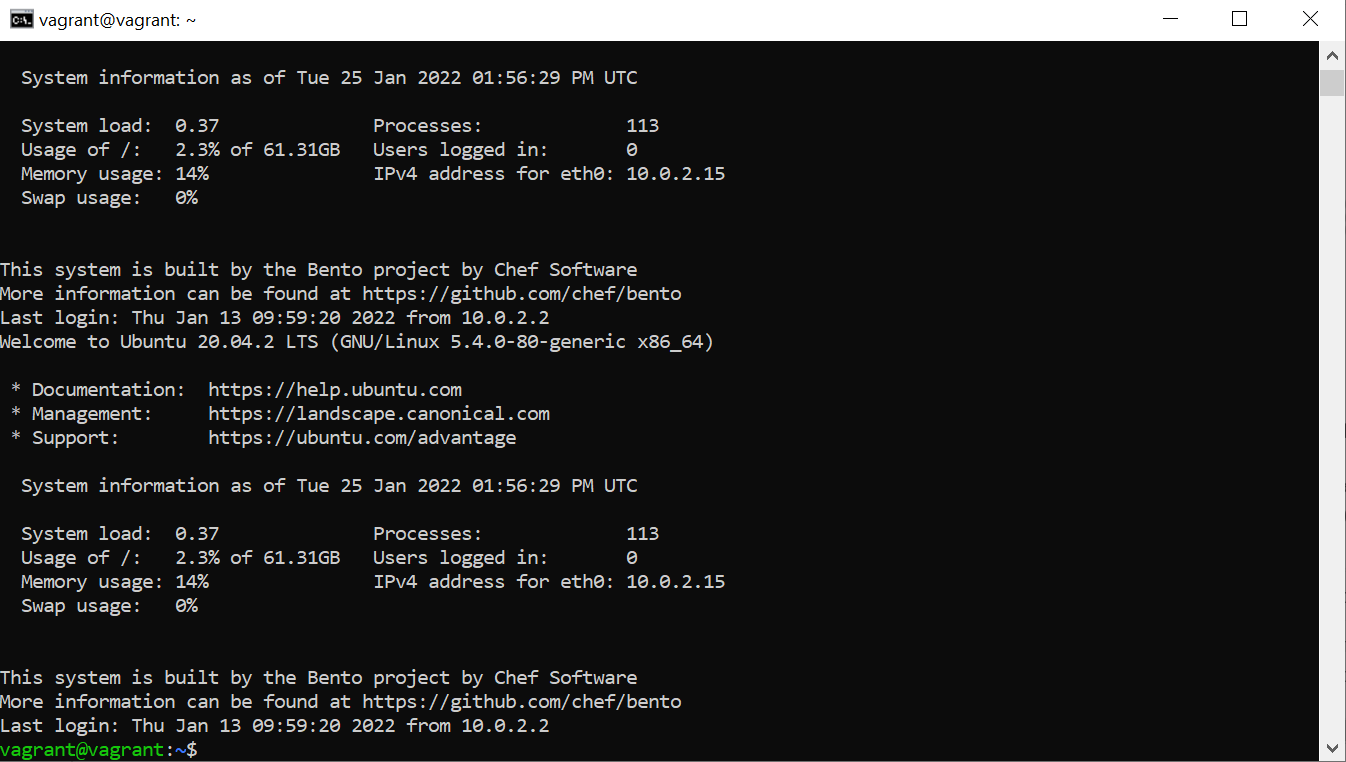 vagrant@vagrant: ~
System information as of Tue 25 Jan 2022 01:56:29 PM UTC
System load:  0.37              Processes:             113
Usage of /:   2.3% of 61.31GB   Users logged in:       0
Memory usage: 14%               IPv4 address for eth0: 10.0.2.15
Swap usage:   0%
This system is built by the Bento project by Chef Software
More information can be found at https://github.com/chef/bento
Last login: Thu Jan 13 09:59:20 2022 from 10.0.2.2
Welcome to Ubuntu 20.04.2 LTS (GNU/Linux 5.4.0-80-generic x86_64)
* Documentation:  https://help.ubuntu.com
* Management:     https://landscape.canonical.com
* Support:        https://ubuntu.com/advantage
System information as of Tue 25 Jan 2022 01:56:29 PM UTC
System load:  0.37              Processes:             113
Usage of /:   2.3% of 61.31GB   Users logged in:       0
Memory usage: 14%               IPv4 address for eth0: 10.0.2.15
Swap usage:   0%
This system is built by the Bento project by Chef Software
More information can be found at https://github.com/chef/bento
Last login: Thu Jan 13 09:59:20 2022 from 10.0.2.2
vagrant@vagrant:~$